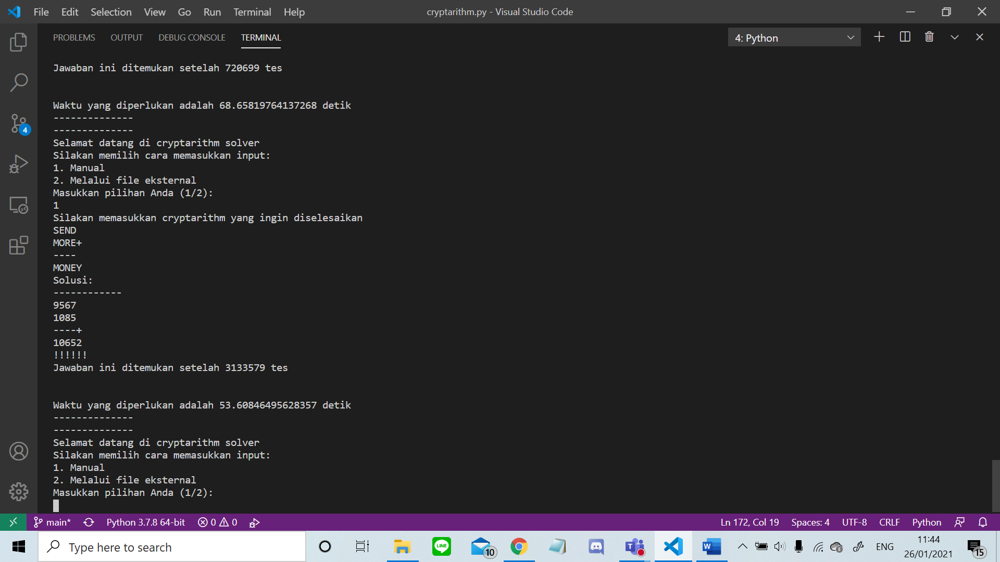 File Edit Selection View Go Run Terminal Help
cryptarithm.py - Visual Studio Code
PROBLEMS OUTPUT DEBUG CONSOLE TERMINAL
4: Python
Jawaban ini ditemukan setelah 720699 tes
Waktu yang diperlukan adalah 68.65819764137268 detik
--------------
--------------
Selamat datang di cryptarithm solver
Silakan memilih cara memasukkan input:
1. Manual
2. Melalui file eksternal
Masukkan pilihan Anda (1/2):
1
Silakan memasukkan cryptarithm yang ingin diselesaikan
SEND
MORE+
----
MONEY
Solusi:
------------
9567
1085
----+
10652
!!!!!!
Jawaban ini ditemukan setelah 3133579 tes
Waktu yang diperlukan adalah 53.60846495628357 detik
--------------
--------------
Selamat datang di cryptarithm solver
Silakan memilih cara memasukkan input:
1. Manual
2. Melalui file eksternal
Masukkan pilihan Anda (1/2):
4
main* Python 3.7.8 64-bit 0 0
Ln 172, Col 19 Spaces: 4 UTF-8 CRLF Python
Type here to search
LINE
10
T
W
ENG
11:44
26/01/2021
15